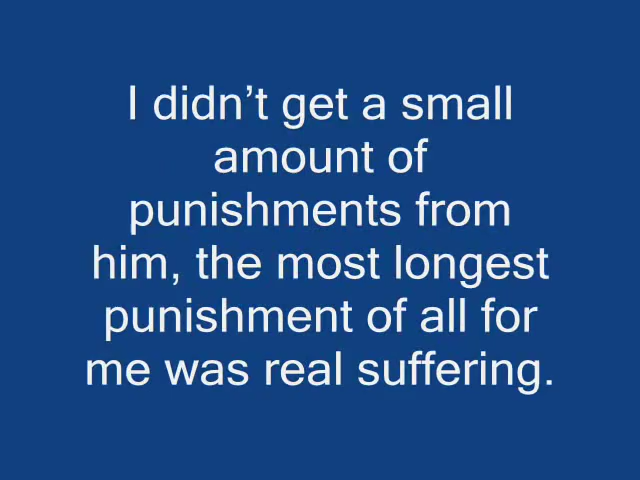 I didn’t get a small
amount of
punishments from
him, the most longest
punishment of all for
me was real suffering.